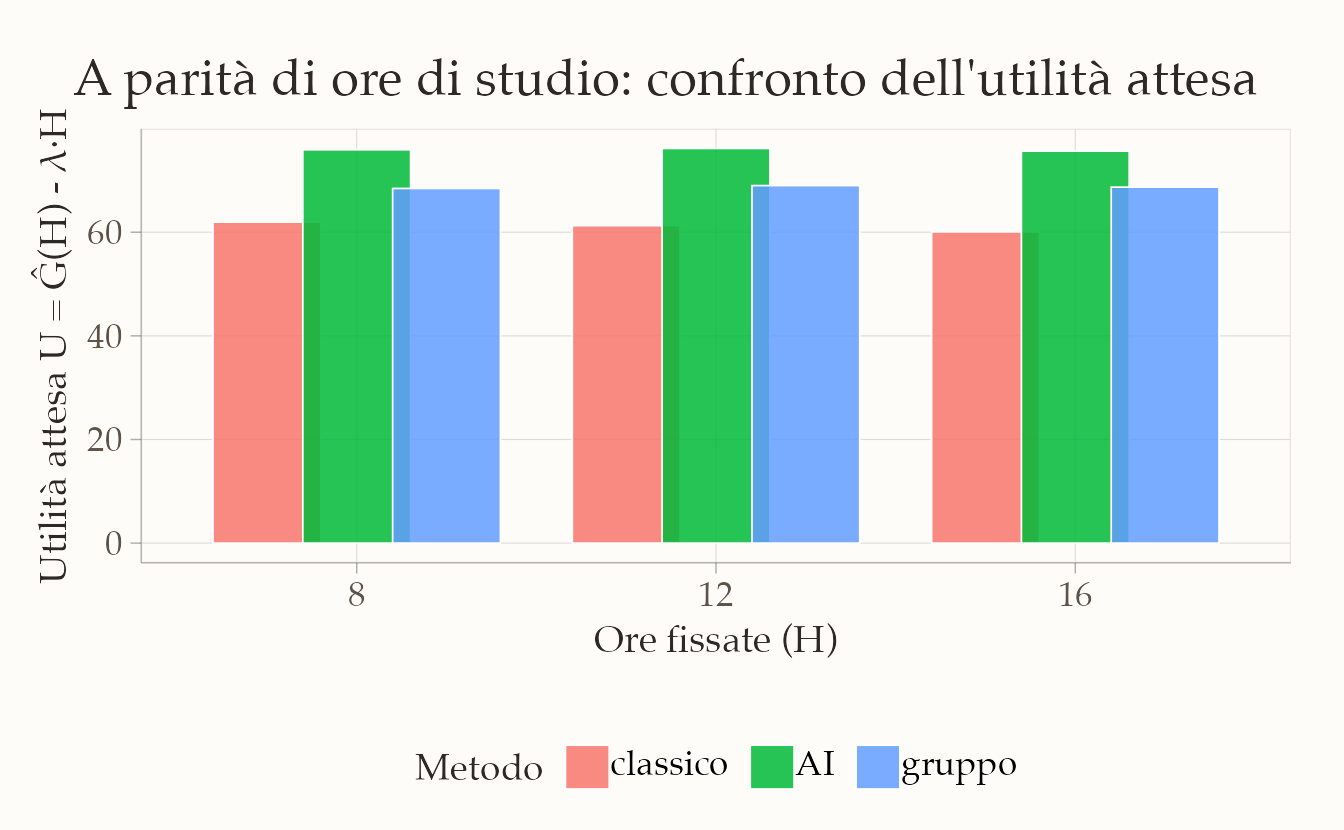 A parità di ore di studio: confronto dell'utilità attesa
Utilità attesa U = Ĝ(H) - λ·H
60
40
20
0
8
12
16
Ore fissate (H)
Metodo
classico
AI
gruppo